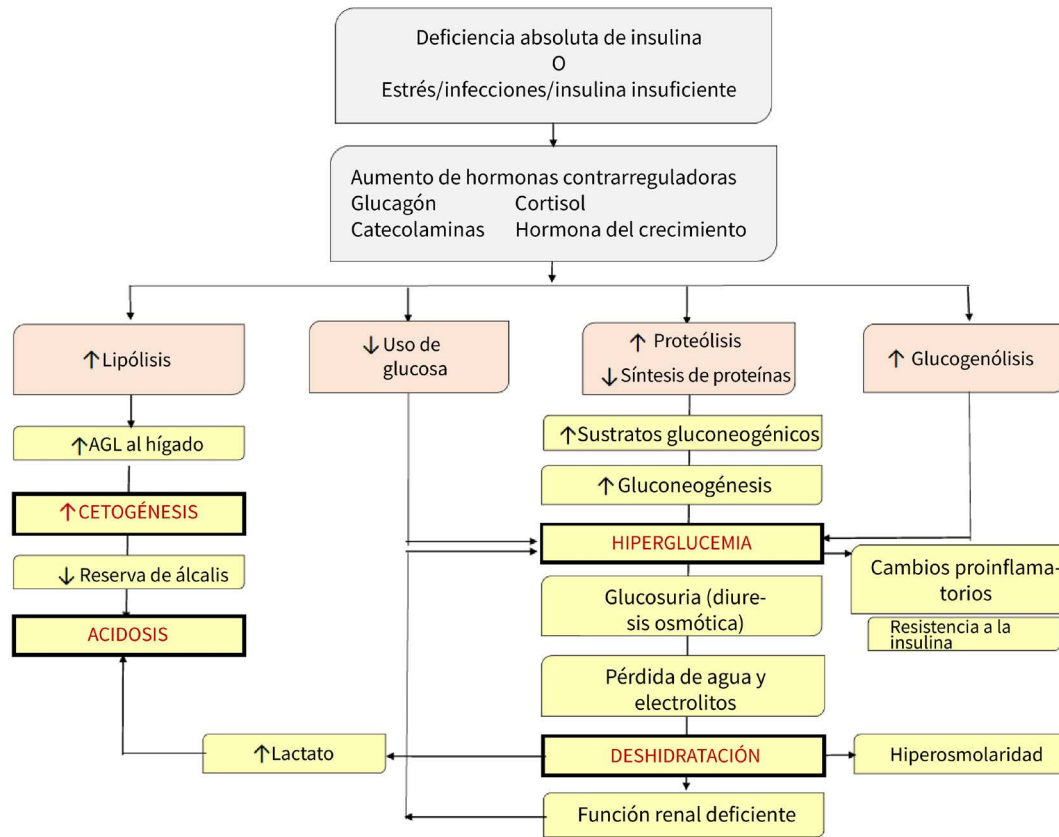 Deficiencia absoluta de insulina
O
Estrés/infecciones/insulina insuficiente
Aumento de hormonas contrarreguladoras
Glucagón Cortisol
Catecolaminas Hormona del crecimiento
↑Lipólisis
↓ Uso de
glucosa
↑ Proteólisis
↓ Síntesis de proteínas
↑ Glucogenólisis
↑AGL al hígado
↑Sustratos gluconeogénicos
↑CETOGÉNESIS
↑ Gluconeogénesis
HIPERGLUCEMIA
↓ Reserva de álcalis
Glucosuria (diure-
sis osmótica)
Cambios proinflama-
torios
Resistencia a la
insulina
ACIDOSIS
Pérdida de agua y
electrolitos
↑Lactato
DESHIDRATACIÓN
Hiperosmolaridad
Función renal deficiente